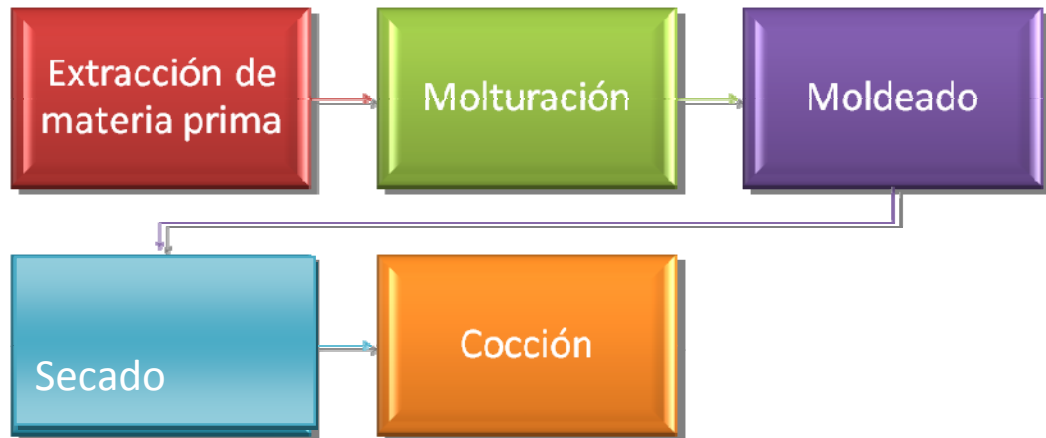 Extracción de
materia prima
Molturación
Moldeado
Secado
Cocción